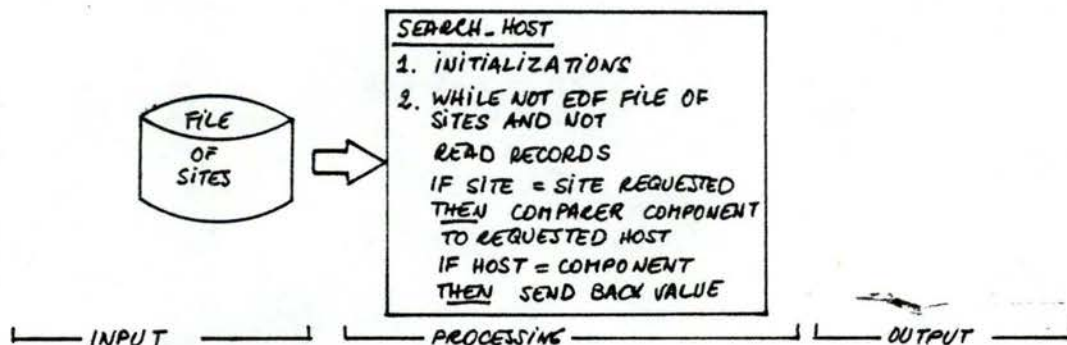 FILE
OF
SITES
SEARCH_HOST
1. INITIALIZATIONS
2. WHILE NOT EOF FILE OF
SITES AND NOT
READ RECORDS
IF SITE = SITE REQUESTED
THEN COMPARER COMPONENT
TO REQUESTED HOST
IF HOST = COMPONENT
THEN SEND BACK VALUE
INPUT
PROCESSING
OUTPUT